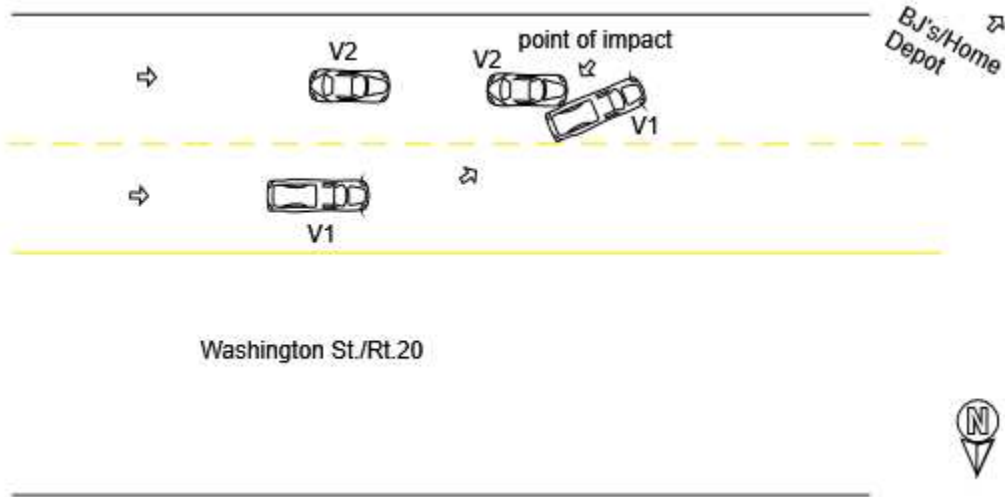 BJ's/Home
Depot
point of impact
V2
V2
V1
V1
Washington St./Rt.20
N